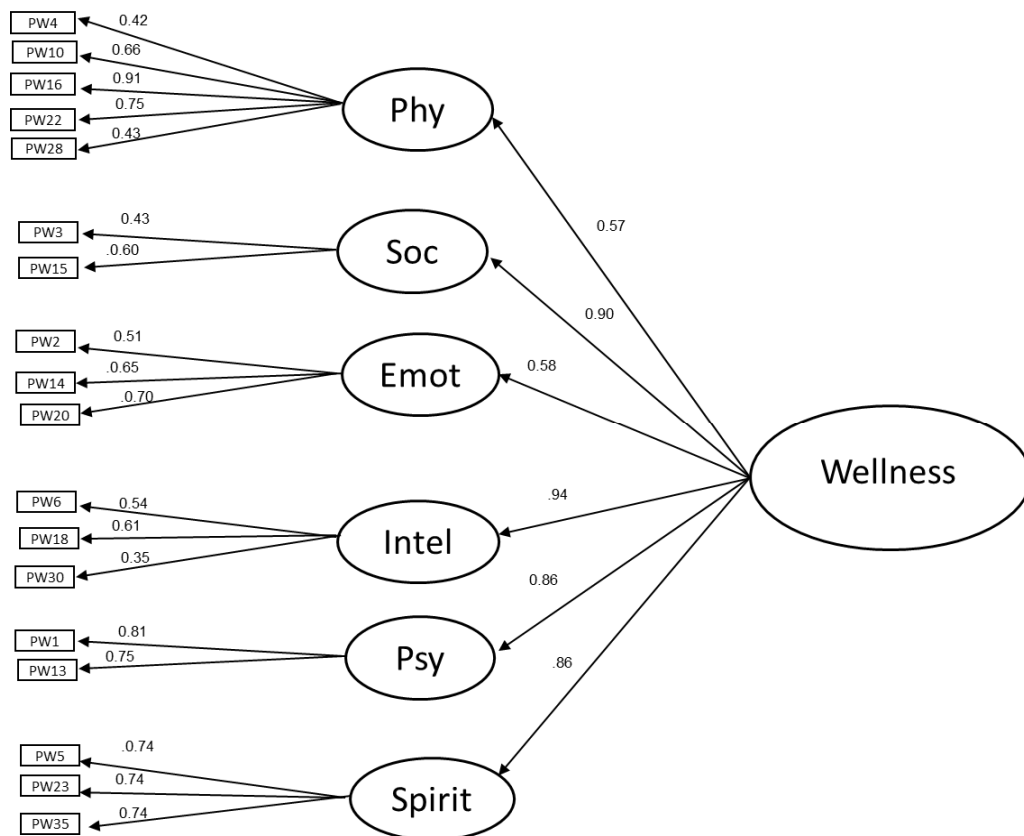 PW4
0.42
PW10
0.66
PW16
0.91
PW22
0.75
PW28
0.43
Phy
0.57
PW3
0.43
PW15
.0.60
Soc
0.90
PW2
0.51
PW14
.0.65
PW20
.0.70
Emot
0.58
Wellness
PW6
0.54
PW18
0.61
PW30
0.35
Intel
.94
PW1
0.81
PW13
0.75
Psy
0.86
PW5
.0.74
PW23
0.74
PW35
0.74
Spirit
.86